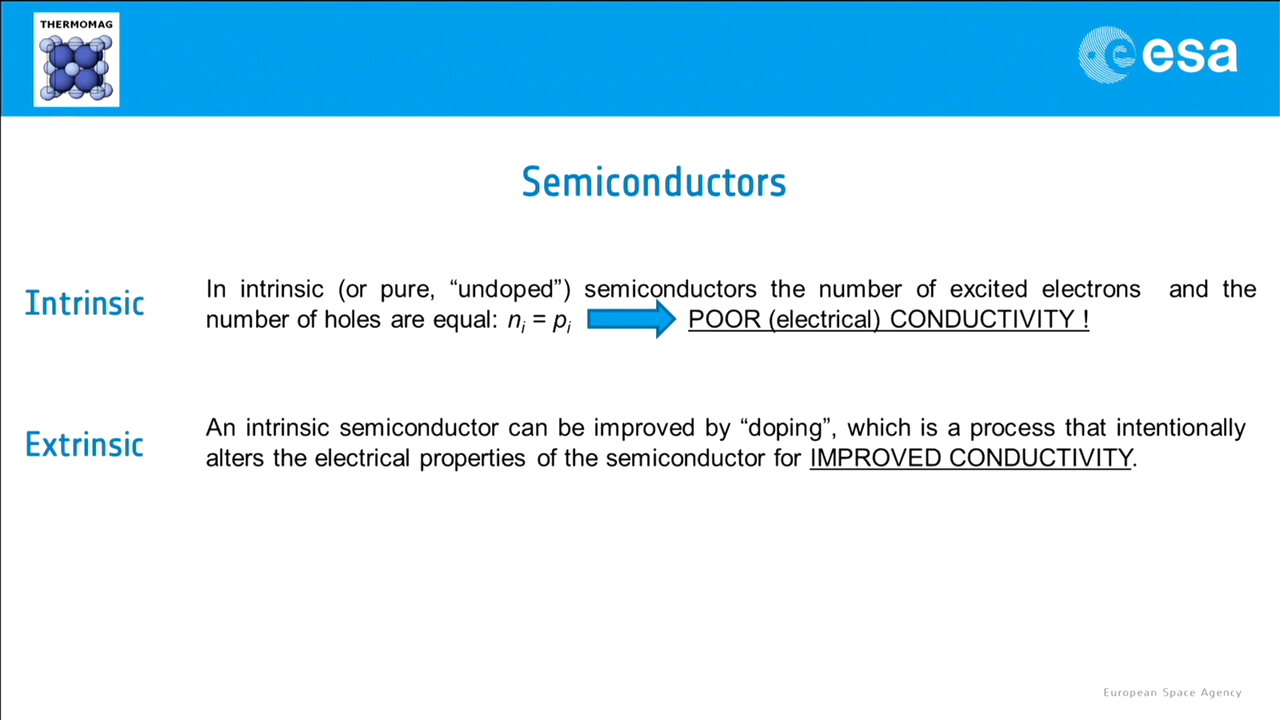 THERMOMAG
esa
Semiconductors
Intrinsic
In intrinsic (or pure, “undoped”) semiconductors the number of excited electrons and the
number of holes are equal: nᵢ = pᵢ POOR (electrical) CONDUCTIVITY !
Extrinsic
An intrinsic semiconductor can be improved by “doping”, which is a process that intentionally
alters the electrical properties of the semiconductor for IMPROVED CONDUCTIVITY.
European Space Agency